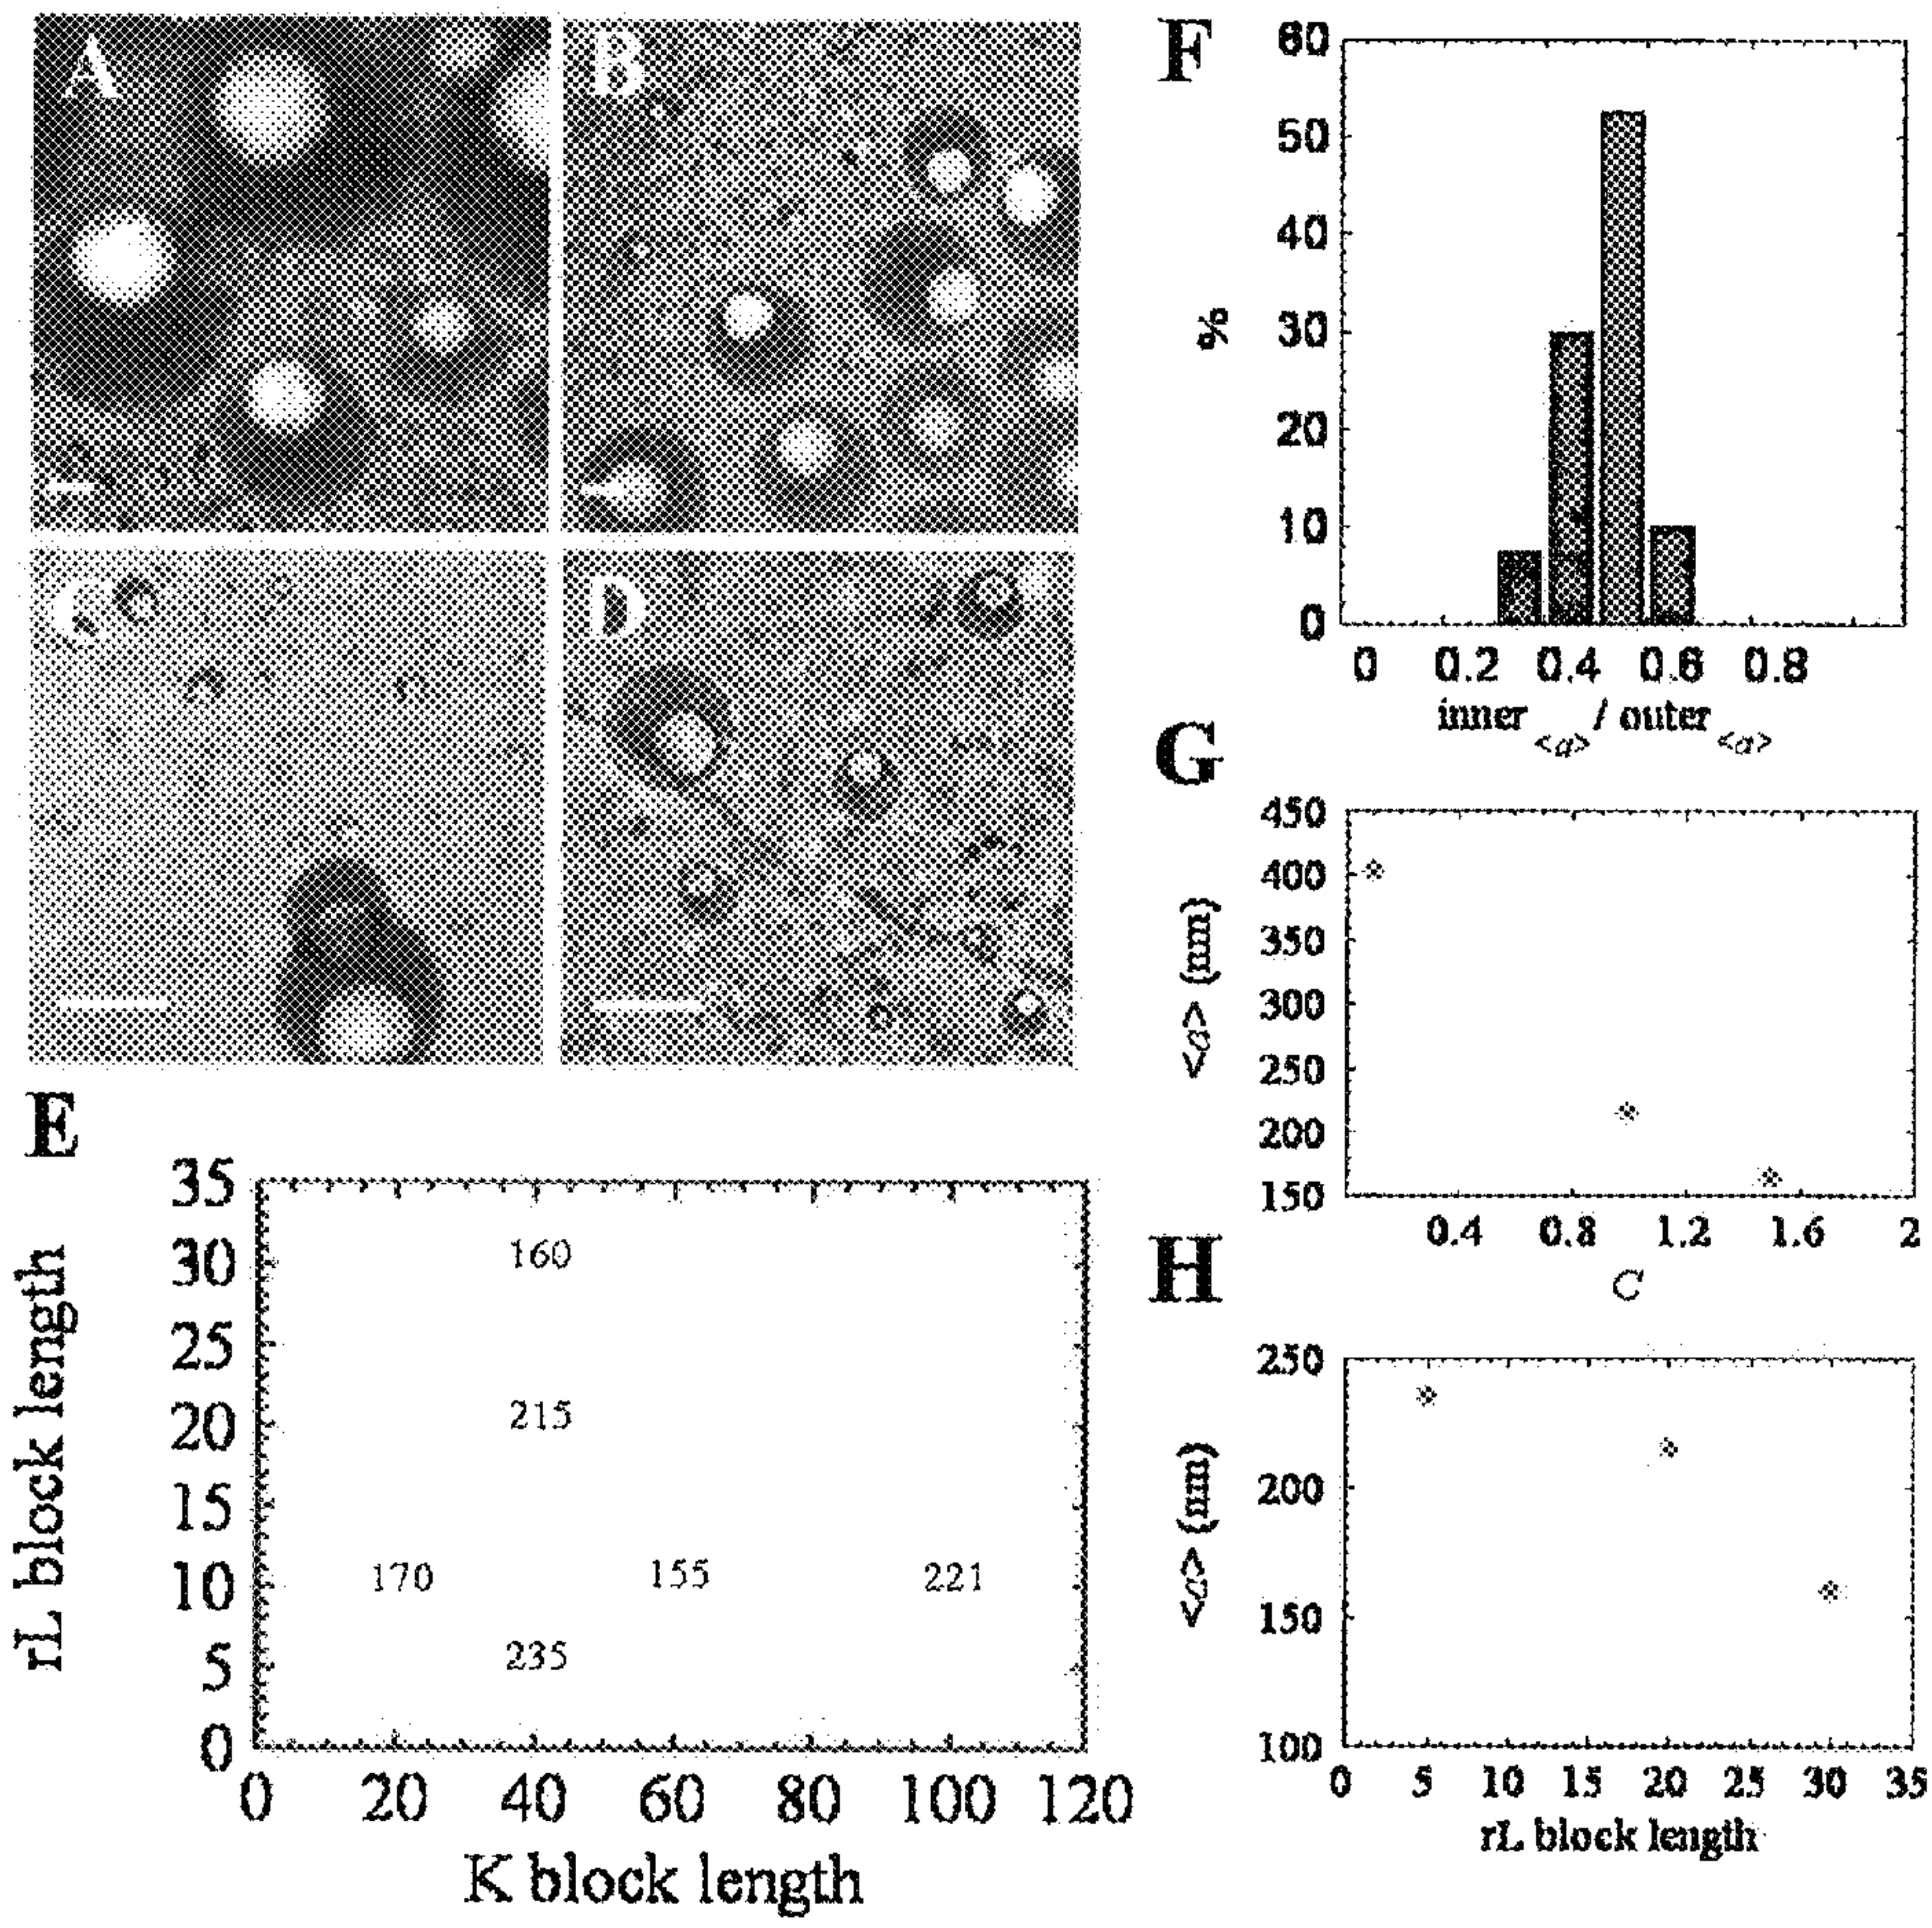 A
B
C
D
E
35
30
25
20
15
10
5
0
rL block length
160
215
170 155 221
235
0 20 40 60 80 100 120
K block length
F
60
50
40
30
20
10
0
%
0 0.2 0.4 0.6 0.8
inner <a> / outer <a>
G
450
400
350
300
250
200
150
<a> (nm)
0.4 0.8 1.2 1.6 2
C
H
250
200
150
100
<a> (nm)
0 5 10 15 20 25 30 35
rL block length